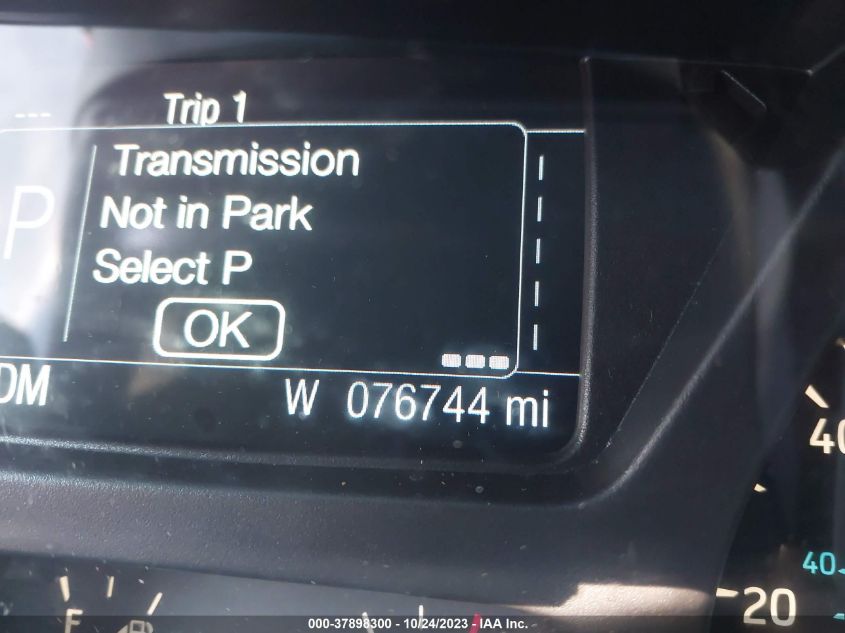 Trip 1
---
Transmission
P
Not in Park
Select P
OK
DM
W 076744 mi
40
40
20
F
000-37898300 - 10/24/2023 - IAA Inc.